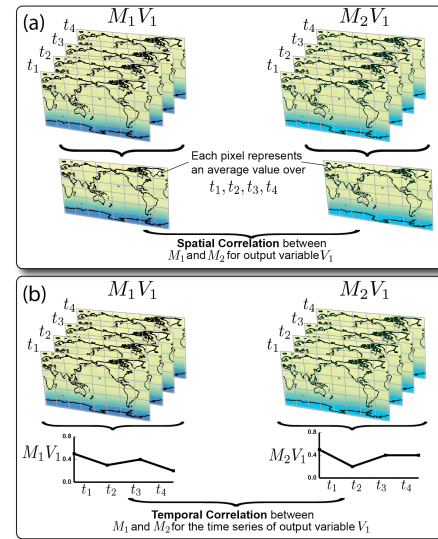 (a)
M₁V₁
M₂V₁
t₄
t₃
t₂
t₁
t₄
t₃
t₂
t₁
Each pixel represents
an average value over
t₁, t₂, t₃, t₄
Spatial Correlation between
M₁ and M₂ for output variable V₁
(b)
M₁V₁
M₂V₁
t₄
t₃
t₂
t₁
t₄
t₃
t₂
t₁
M₁V₁
0.8
0.4
0.0
t₁ t₂ t₃ t₄
M₂V₁
0.8
0.4
0.0
t₁ t₂ t₃ t₄
Temporal Correlation between
M₁ and M₂ for the time series of output variable V₁